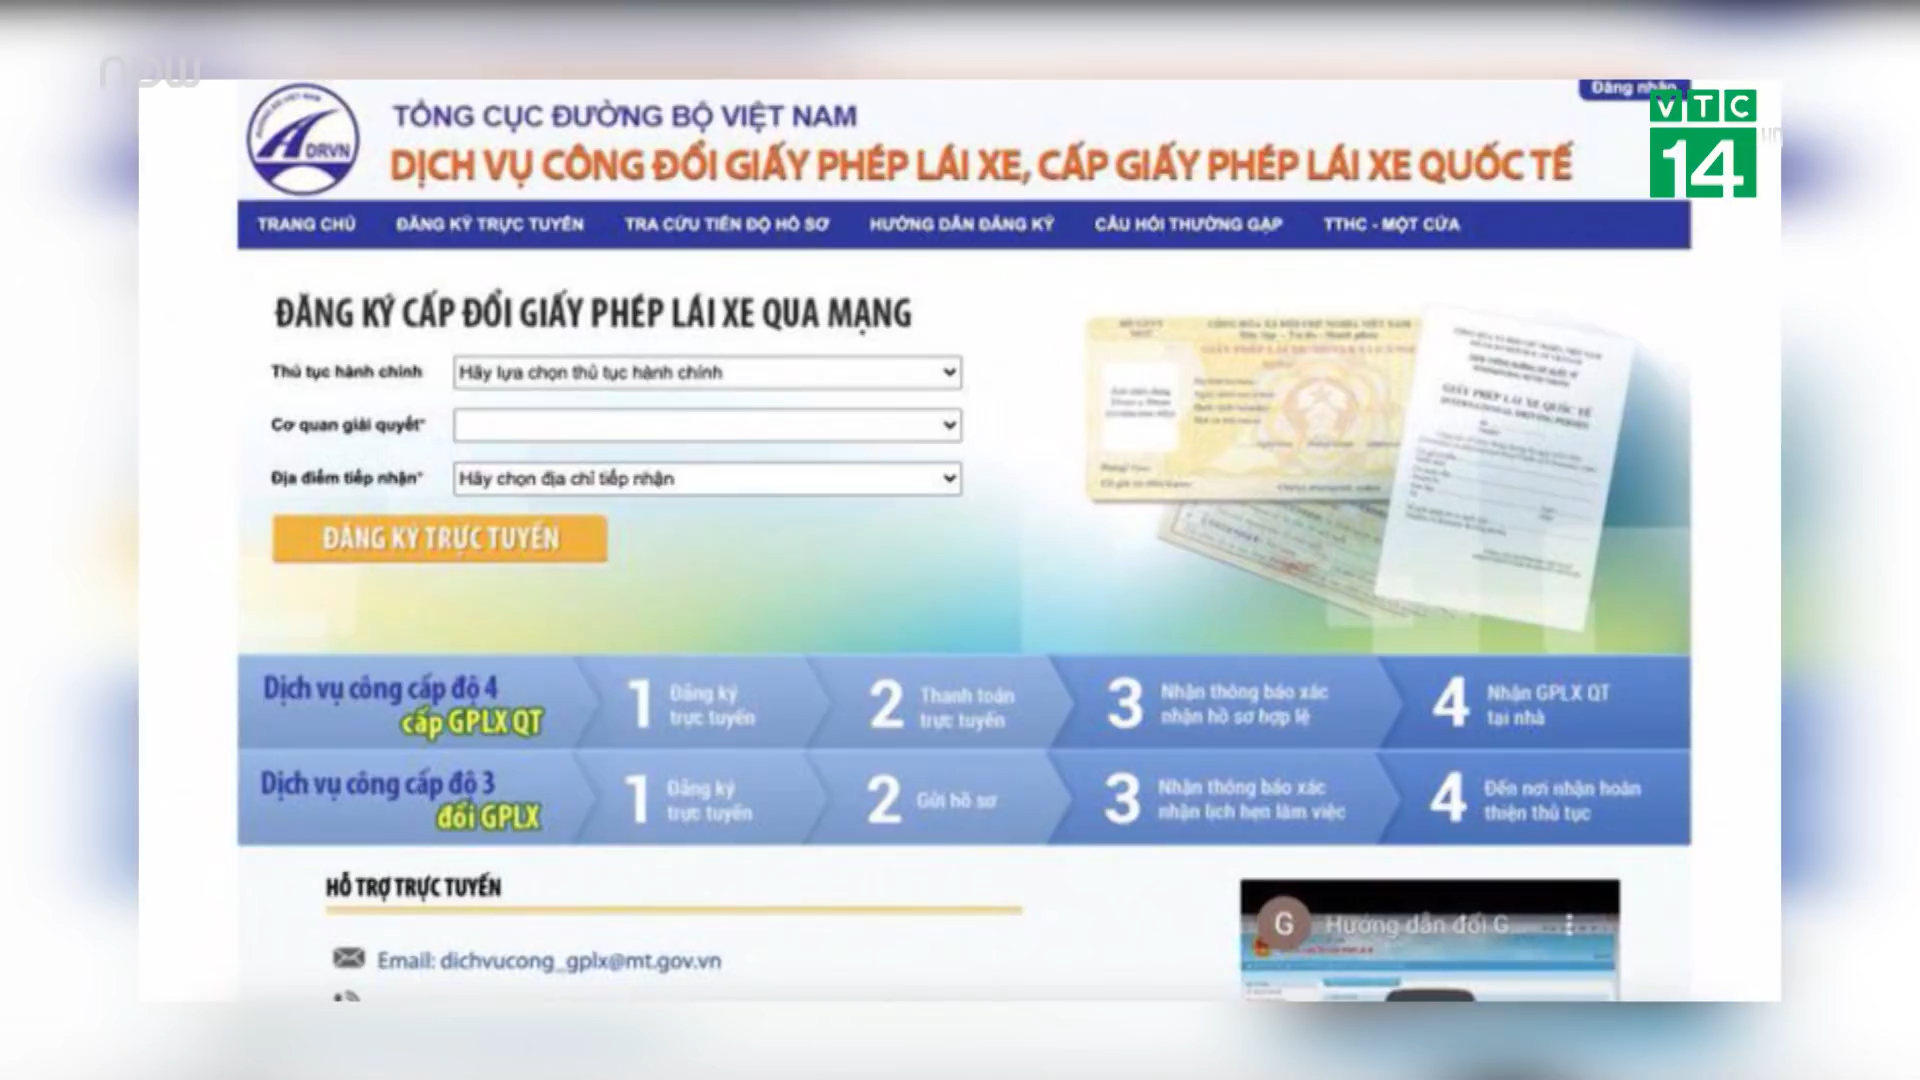 now
Đăng nhập
VTC
14
DRVN
TỔNG CỤC ĐƯỜNG BỘ VIỆT NAM
DỊCH VỤ CÔNG ĐỔI GIẤY PHÉP LÁI XE, CẤP GIẤY PHÉP LÁI XE QUỐC TẾ
TRANG CHỦ ĐĂNG KÝ TRỰC TUYẾN TRA CỨU TIẾN ĐỘ HỒ SƠ HƯỚNG DẪN ĐĂNG KÝ CÂU HỎI THƯỜNG GẶP TTHC - MỘT CỬA
ĐĂNG KÝ CẤP ĐỔI GIẤY PHÉP LÁI XE QUA MẠNG
Thủ tục hành chính Hãy lựa chọn thủ tục hành chính
Cơ quan giải quyết*
Địa điểm tiếp nhận* Hãy chọn địa chỉ tiếp nhận
ĐĂNG KÝ TRỰC TUYẾN
GIẤY PHÉP LÁI XE QUỐC TẾ
Dịch vụ công cấp độ 4
cấp GPLX QT
1 Đăng ký
trực tuyến
2 Thanh toán
trực tuyến
3 Nhận thông báo xác
nhận hồ sơ hợp lệ
4 Nhận GPLX QT
tại nhà
Dịch vụ công cấp độ 3
đổi GPLX
1 Đăng ký
trực tuyến
2 Gửi hồ sơ
3 Nhận thông báo xác
nhận lịch hẹn làm việc
4 Đến nơi nhận hoàn
thiện thủ tục
HỖ TRỢ TRỰC TUYẾN
Email: dichvucong_gplx@mt.gov.vn
G Hướng dẫn đổi G...